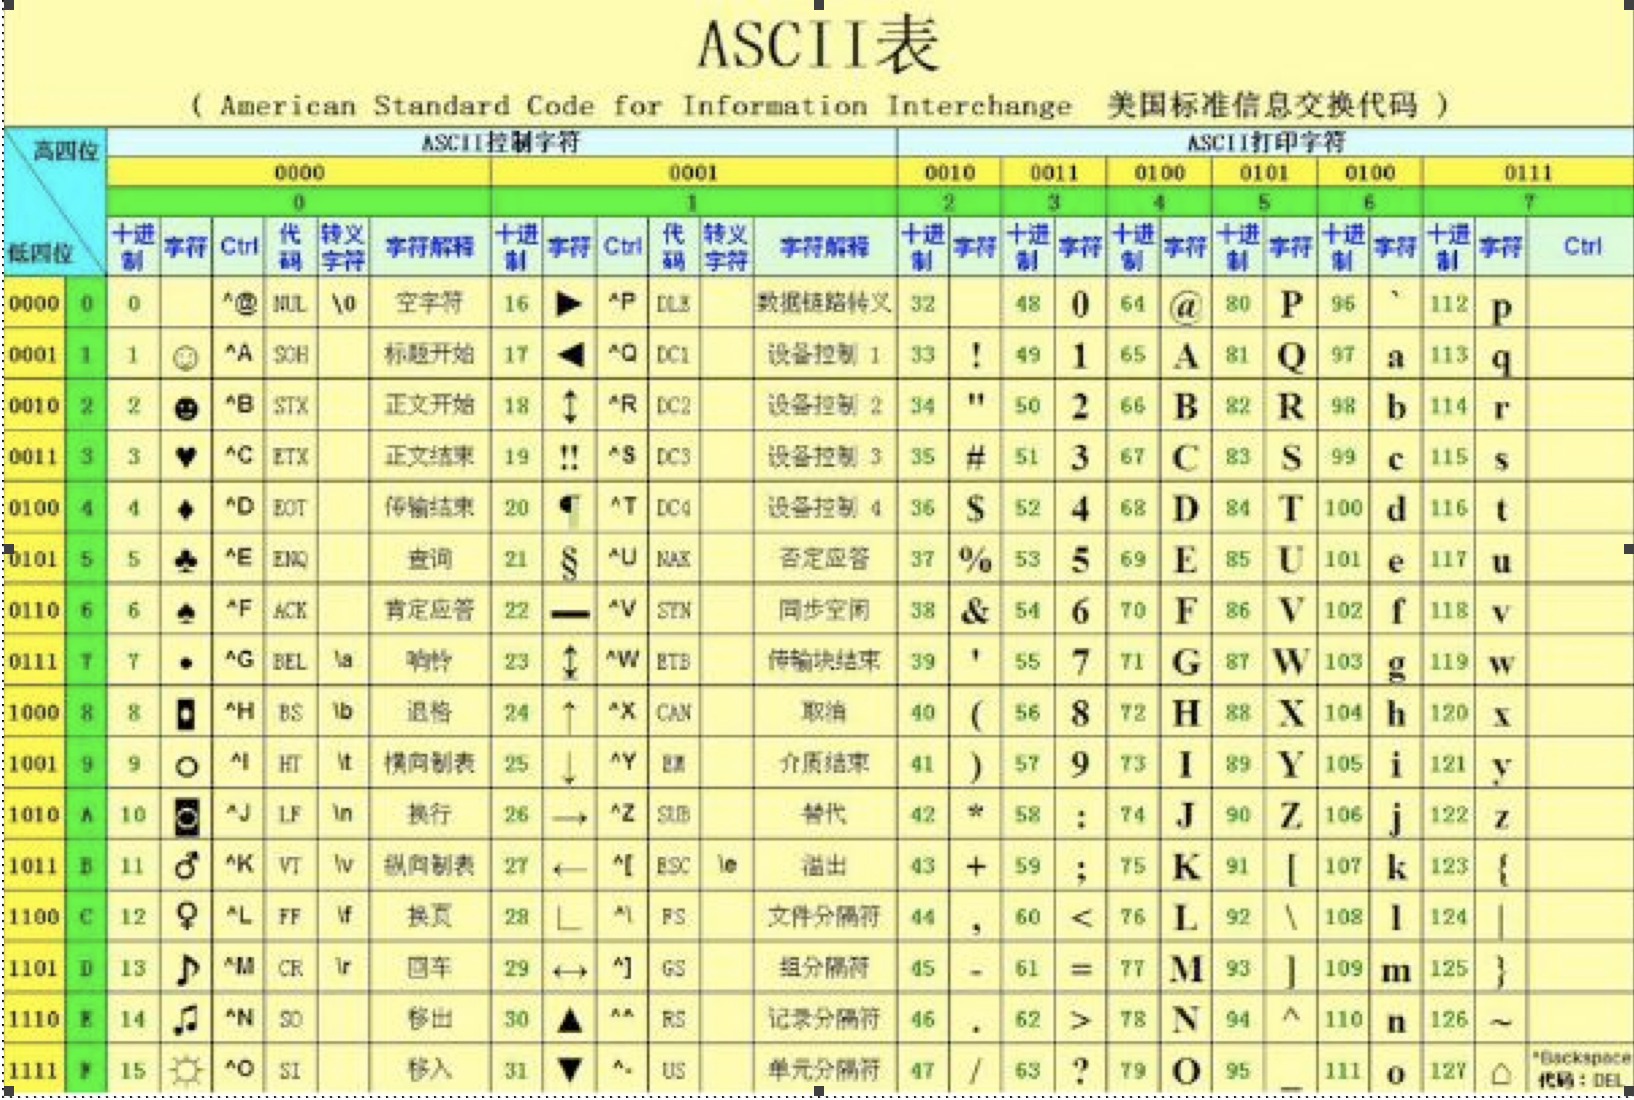 ASCII表
( American Standard Code for Information Interchange 美国标准信息交换代码 )
高四位 ASCII控制字符 ASCII打印字符
0000 0001 0010 0011 0100 0101 0100 0111
0 1 2 3 4 5 6 7
低四位 十进制 字符 Ctrl 代码 转义字符 字符解释 十进制 字符 Ctrl 代码 转义字符 字符解释 十进制 字符 十进制 字符 十进制 字符 十进制 字符 十进制 字符 十进制 字符 Ctrl
0000 0 0 ^@ NUL \0 空字符 16 ► ^P DLE 数据链路转义 32 48 0 64 @ 80 P 96 ` 112 p
0001 1 1 ☺ ^A SOH 标题开始 17 ◄ ^Q DC1 设备控制 1 33 ! 49 1 65 A 81 Q 97 a 113 q
0010 2 2 ☻ ^B STX 正文开始 18 ↕ ^R DC2 设备控制 2 34 " 50 2 66 B 82 R 98 b 114 r
0011 3 3 ♥ ^C ETX 正文结束 19 ‼ ^S DC3 设备控制 3 35 # 51 3 67 C 83 S 99 c 115 s
0100 4 4 ♦ ^D EOT 传输结束 20 ¶ ^T DC4 设备控制 4 36 $ 52 4 68 D 84 T 100 d 116 t
0101 5 5 ♣ ^E ENQ 查询 21 § ^U NAK 否定应答 37 % 53 5 69 E 85 U 101 e 117 u
0110 6 6 ♠ ^F ACK 肯定应答 22 ▬ ^V SYN 同步空闲 38 & 54 6 70 F 86 V 102 f 118 v
0111 7 7 • ^G BEL \a 响铃 23 ↨ ^W ETB 传输块结束 39 ' 55 7 71 G 87 W 103 g 119 w
1000 8 8 ◘ ^H BS \b 退格 24 ↑ ^X CAN 取消 40 ( 56 8 72 H 88 X 104 h 120 x
1001 9 9 ○ ^I HT \t 横向制表 25 ↓ ^Y EM 介质结束 41 ) 57 9 73 I 89 Y 105 i 121 y
1010 A 10 ◙ ^J LF \n 换行 26 → ^Z SUB 替代 42 * 58 : 74 J 90 Z 106 j 122 z
1011 B 11 ♂ ^K VT \v 纵向制表 27 ← ^[ ESC \e 溢出 43 + 59 ; 75 K 91 [ 107 k 123 {
1100 C 12 ♀ ^L FF \f 换页 28 ∟ ^\ FS 文件分隔符 44 , 60 < 76 L 92 \ 108 l 124 |
1101 D 13 ♪ ^M CR \r 回车 29 ↔ ^] GS 组分隔符 45 - 61 = 77 M 93 ] 109 m 125 }
1110 E 14 ♫ ^N SO 移出 30 ▲ ^^ RS 记录分隔符 46 . 62 > 78 N 94 ^ 110 n 126 ~
1111 F 15 ☼ ^O SI 移入 31 ▼ ^- US 单元分隔符 47 / 63 ? 79 O 95 _ 111 o 127 ⌂ ^Backspace 代码：DEL